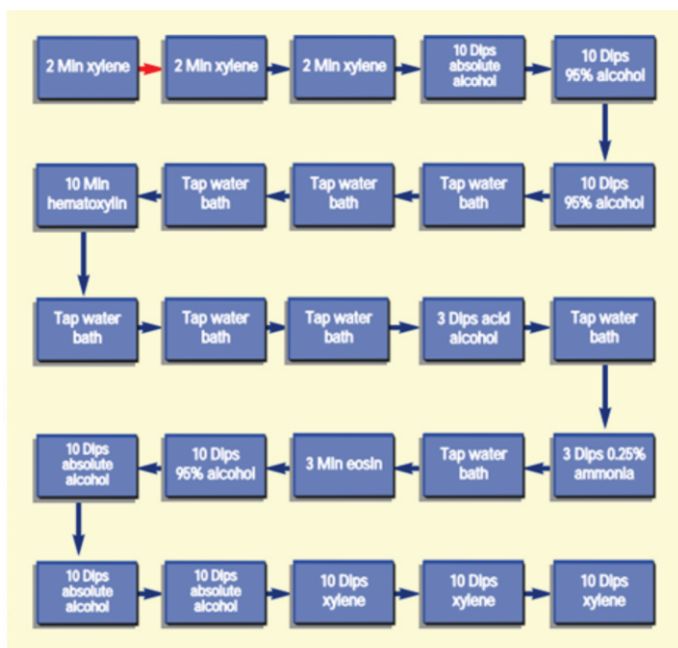 2 Min xylene
2 Min xylene
2 Min xylene
10 Dips
absolute
alcohol
10 Dips
95% alcohol
10 Min
hematoxylin
Tap water
bath
Tap water
bath
Tap water
bath
10 Dips
95% alcohol
Tap water
bath
Tap water
bath
Tap water
bath
3 Dips acid
alcohol
Tap water
bath
10 Dips
absolute
alcohol
10 Dips
95% alcohol
3 Min eosin
Tap water
bath
3 Dips 0.25%
ammonia
10 Dips
absolute
alcohol
10 Dips
absolute
alcohol
10 Dips
xylene
10 Dips
xylene
10 Dips
xylene